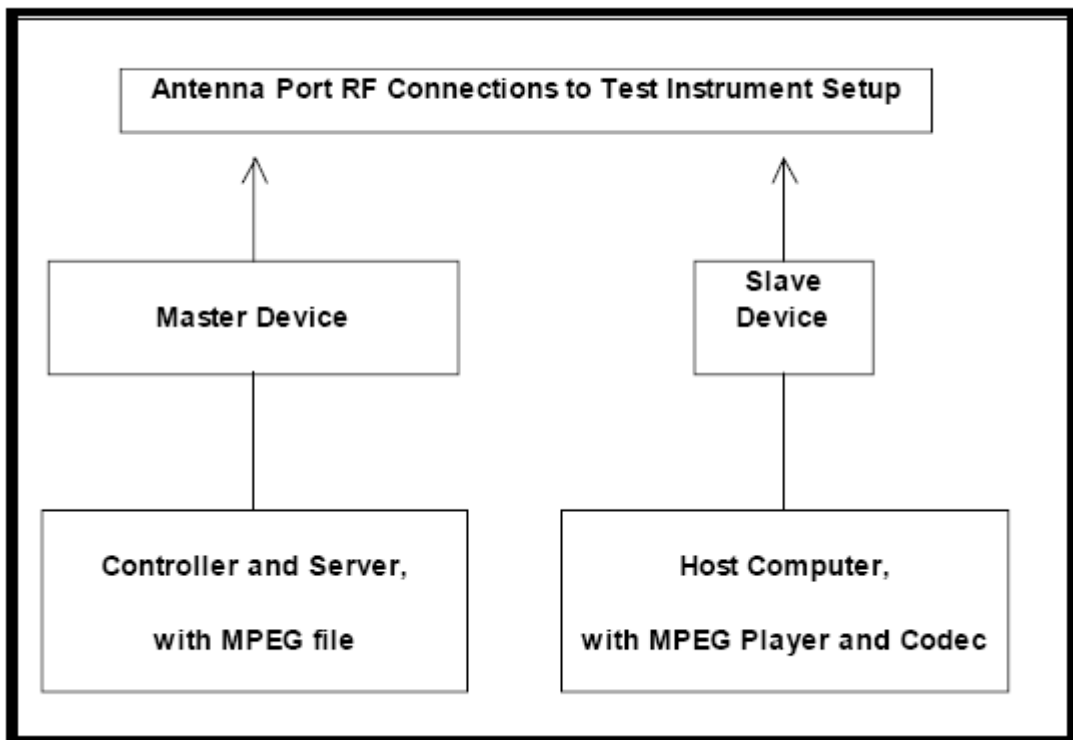 Antenna Port RF Connections to Test Instrument Setup
Master Device
Slave
Device
Controller and Server,
with MPEG file
Host Computer,
with MPEG Player and Codec